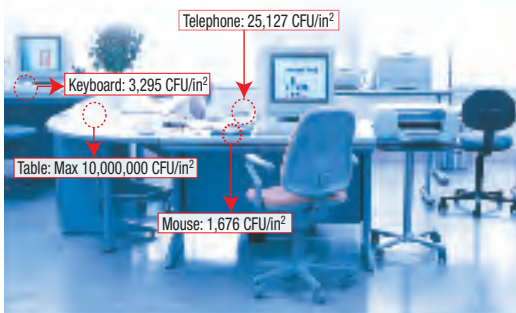 Telephone: 25,127 CFU/in²
Keyboard: 3,295 CFU/in²
Table: Max 10,000,000 CFU/in²
Mouse: 1,676 CFU/in²